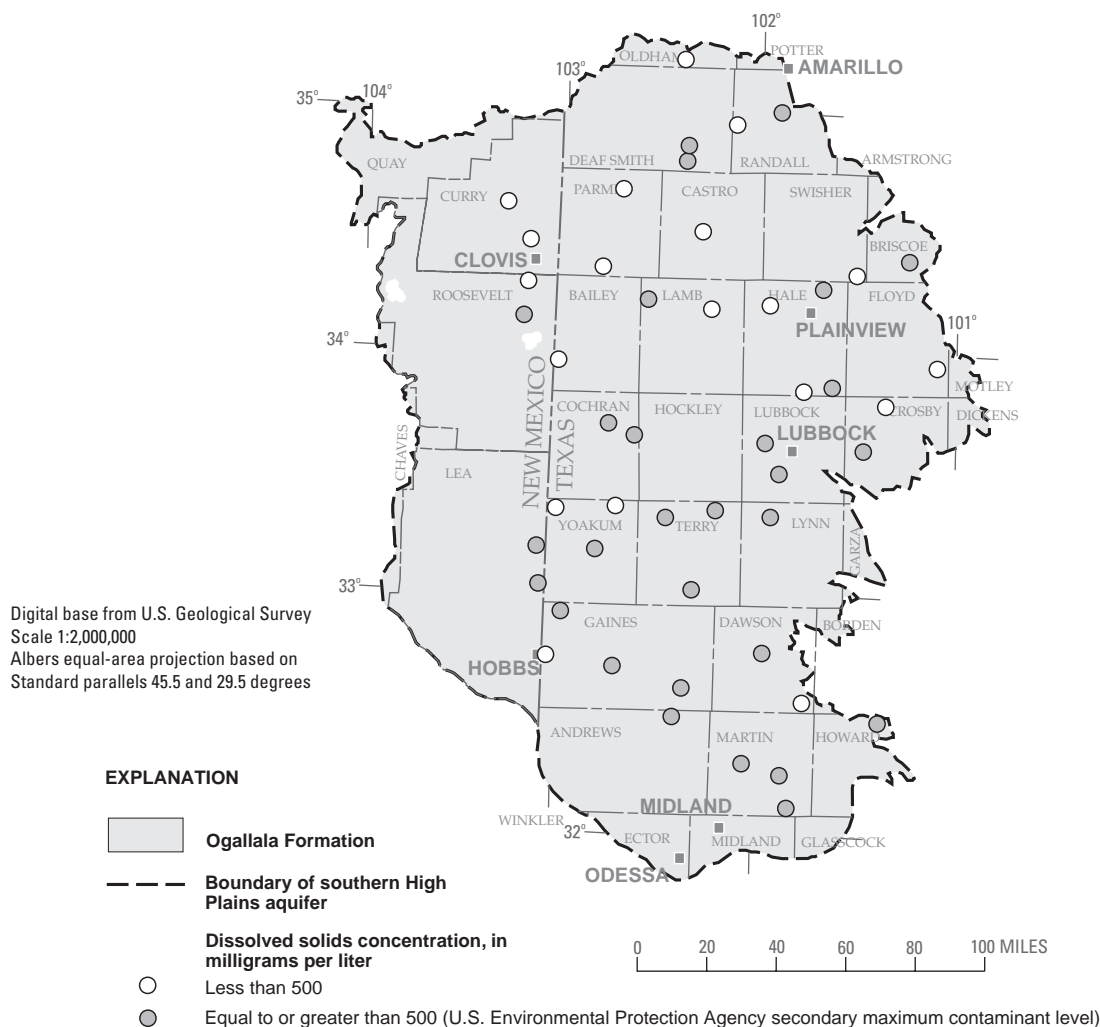 102°
OLDHAM
POTTER
AMARILLO
103°
35°
104°
QUAY
DEAF SMITH
RANDALL
ARMSTRONG
CURRY
PARM
CASTRO
SWISHER
BRISCOE
CLOVIS
ROOSEVELT
BAILEY
LAMB
HALE
FLOYD
PLAINVIEW
34°
101°
MOTLEY
NEW MEXICO
TEXAS
COCHRAN
HOCKLEY
LUBBOCK
CROSBY
DICKENS
LUBBOCK
CHAVES
LEA
YOAKUM
TERRY
LYNN
GARZA
33°
Digital base from U.S. Geological Survey
Scale 1:2,000,000
Albers equal-area projection based on
Standard parallels 45.5 and 29.5 degrees
GAINES
DAWSON
BORDEN
HOBBS
ANDREWS
MARTIN
HOWARD
MIDLAND
WINKLER
32°
ECTOR
MIDLAND
GLASSCOCK
ODESSA
EXPLANATION
Ogallala Formation
Boundary of southern High
Plains aquifer
Dissolved solids concentration, in
milligrams per liter
Less than 500
Equal to or greater than 500 (U.S. Environmental Protection Agency secondary maximum contaminant level)
0 20 40 60 80 100 MILES